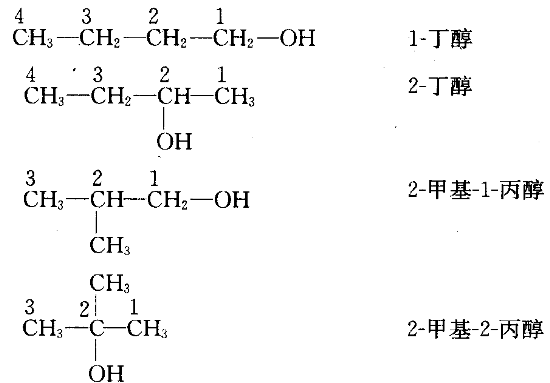 4 3 2 1
CH₃—CH₂—CH₂—CH₂—OH 1-丁醇
4 3 2 1
CH₃—CH₂—CH—CH₃ 2-丁醇
OH
3 2 1
CH₃—CH—CH₂—OH 2-甲基-1-丙醇
CH₃
CH₃
3 2 1
CH₃—C—CH₃ 2-甲基-2-丙醇
OH